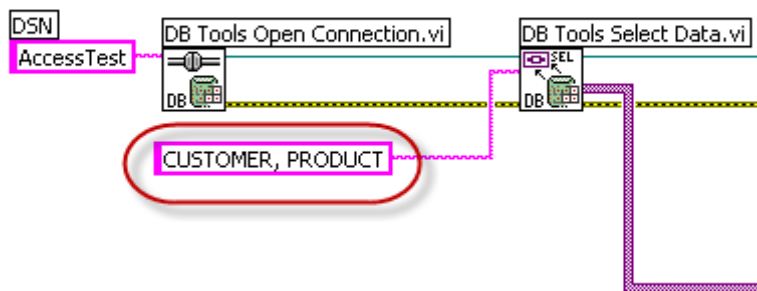 DSN
AccessTest
DB Tools Open Connection.vi
DB
DB Tools Select Data.vi
SEL
DB
CUSTOMER, PRODUCT